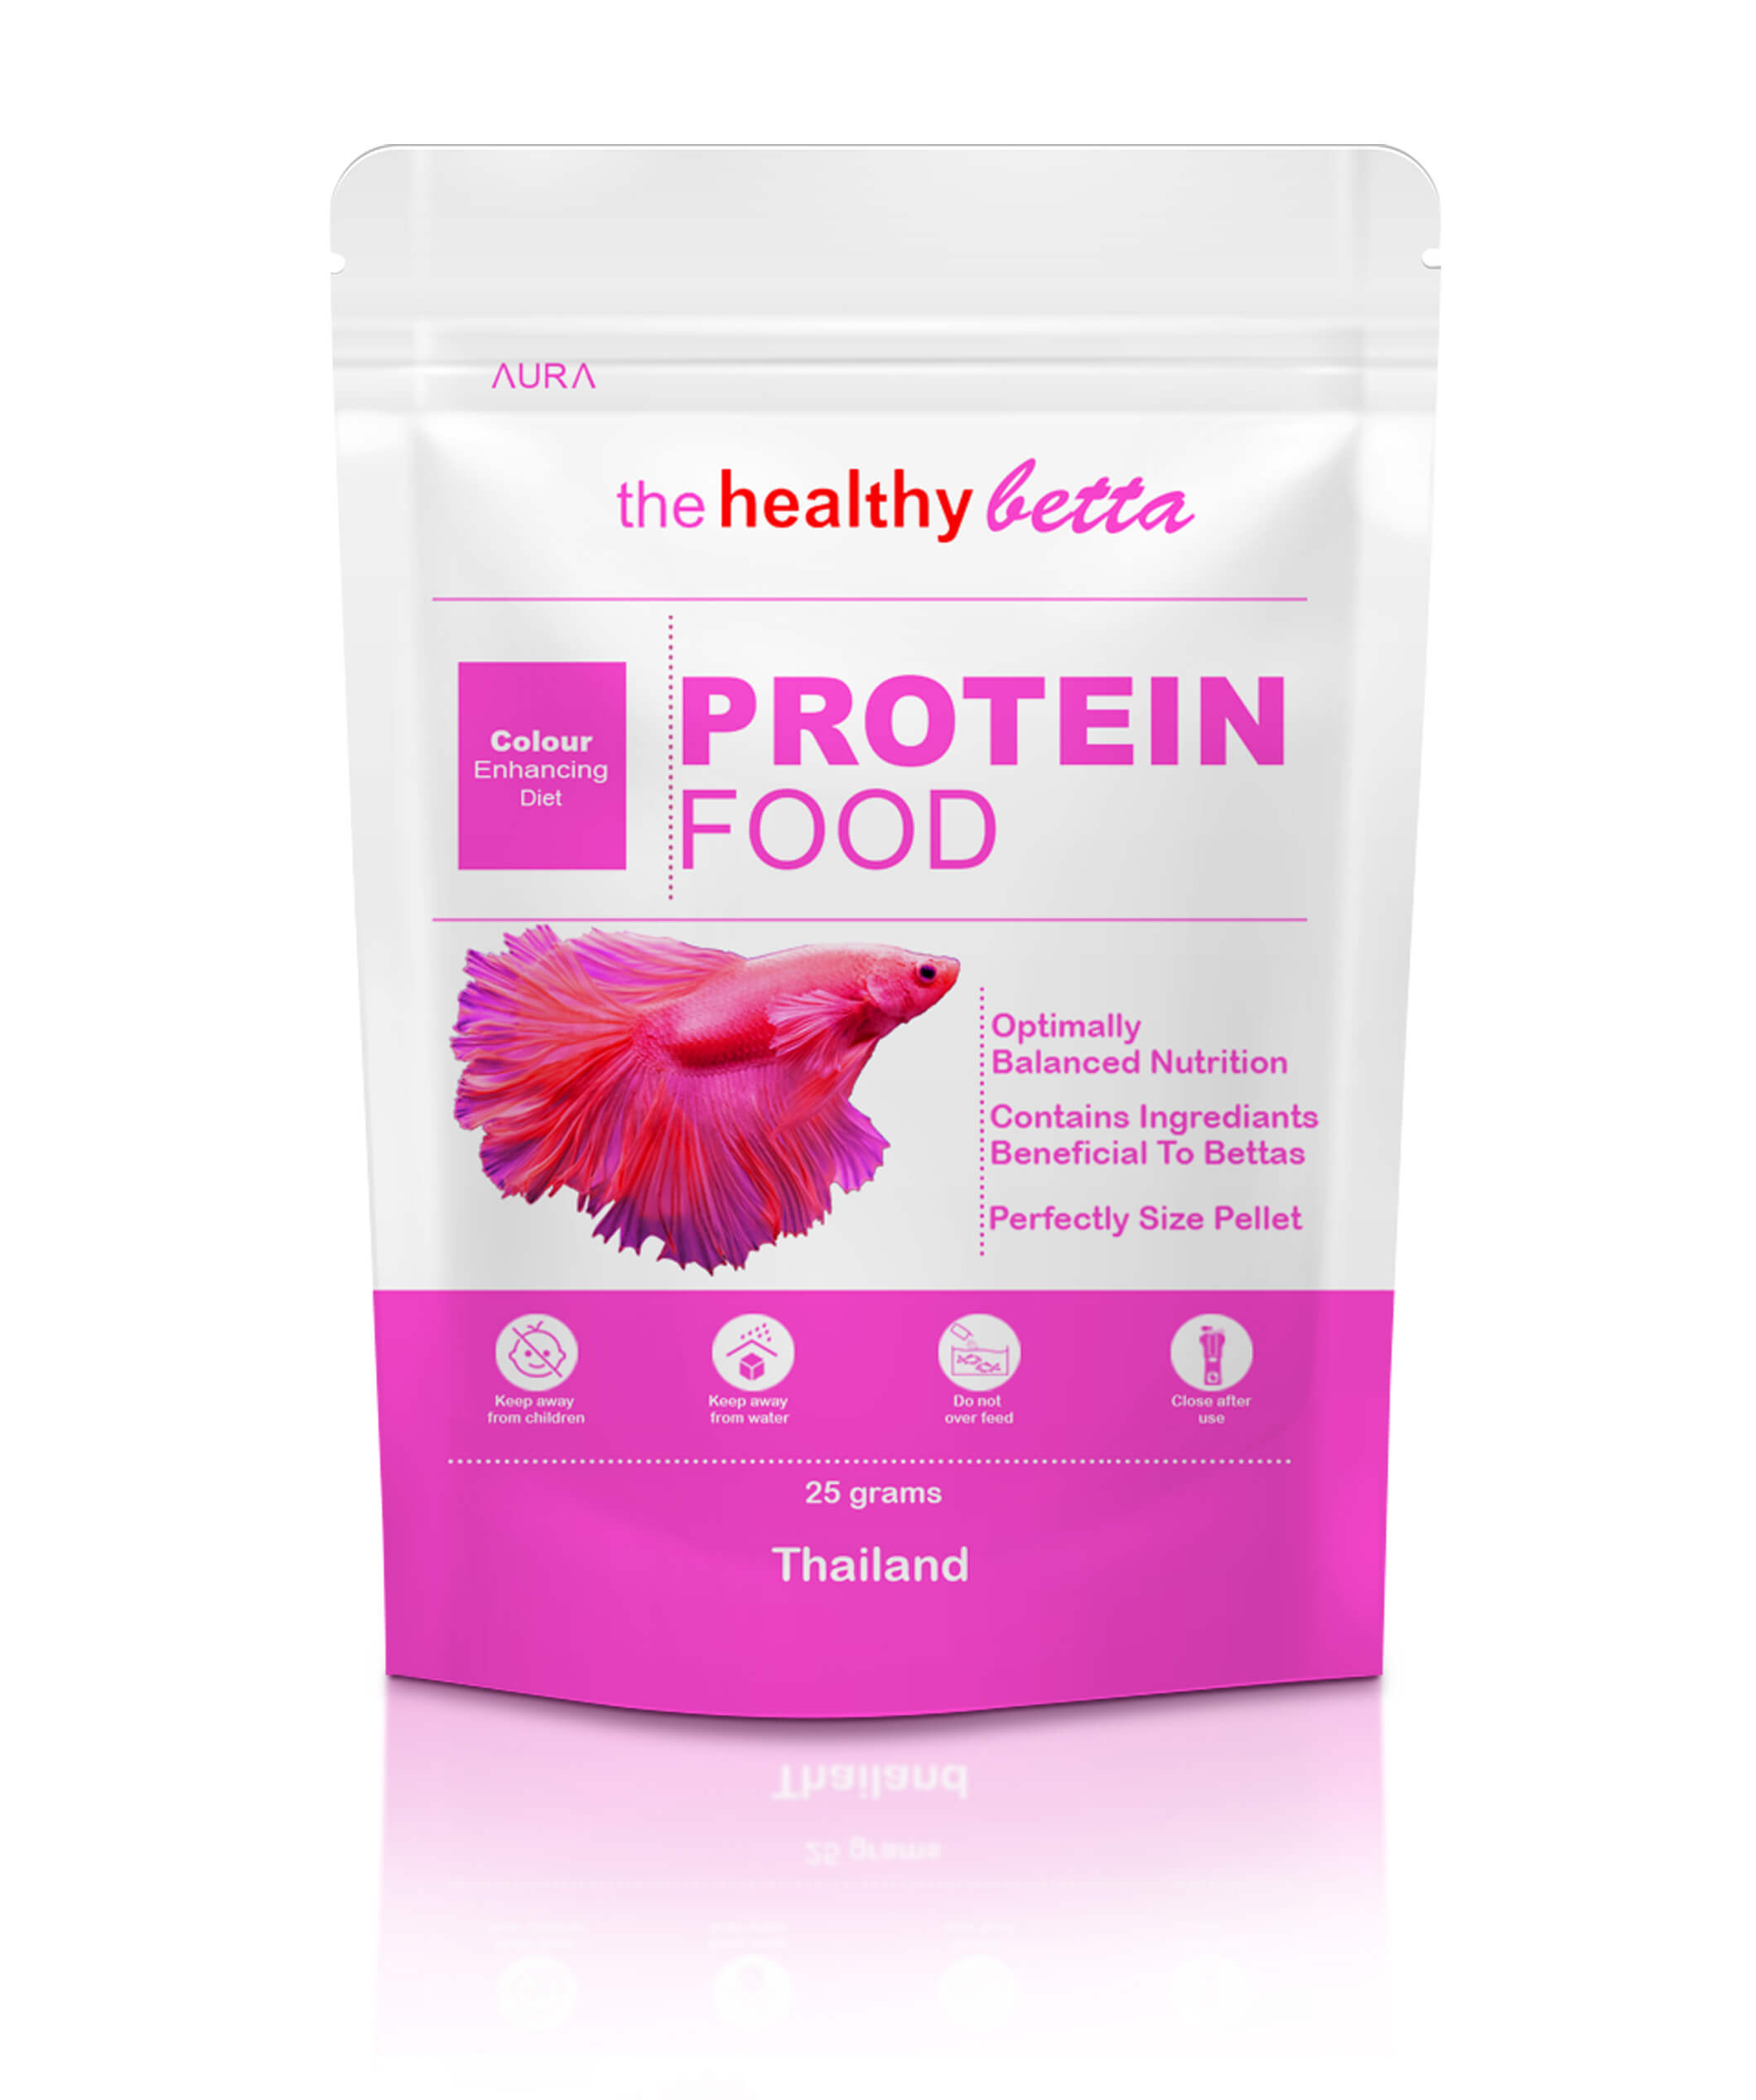 AURA
the healthy betta
Colour
Enhancing
Diet
PROTEIN
FOOD
Optimally
Balanced Nutrition
Contains Ingrediants
Beneficial To Bettas
Perfectly Size Pellet
Keep away
from children
Keep away
from water
Do not
over feed
Close after
use
25 grams
Thailand